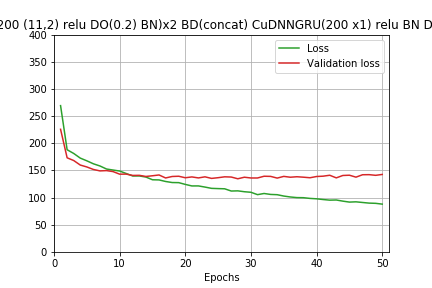 200 (11,2) relu DO(0.2) BN)x2 BD(concat) CuDNNGRU(200 x1) relu BN D
400
350
300
250
200
150
100
50
0
Loss
Validation loss
0 10 20 30 40 50
Epochs